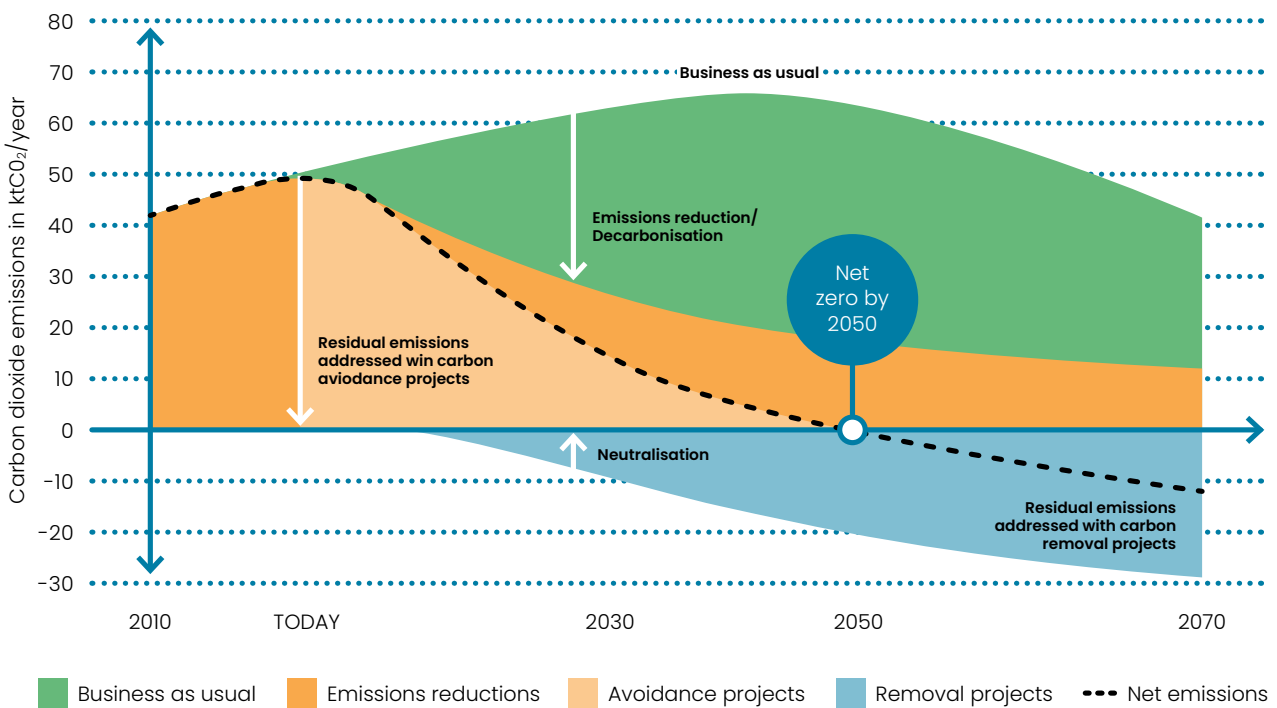 Carbon dioxide emissions in ktC0₂/year
80
70
60
50
40
30
20
10
0
-10
-20
-30
Business as usual
Emissions reduction/
Decarbonisation
Net
zero by
2050
Residual emissions
addressed win carbon
aviodance projects
Neutralisation
Residual emissions
addressed with carbon
removal projects
2010
TODAY
2030
2050
2070
Business as usual
Emissions reductions
Avoidance projects
Removal projects
Net emissions